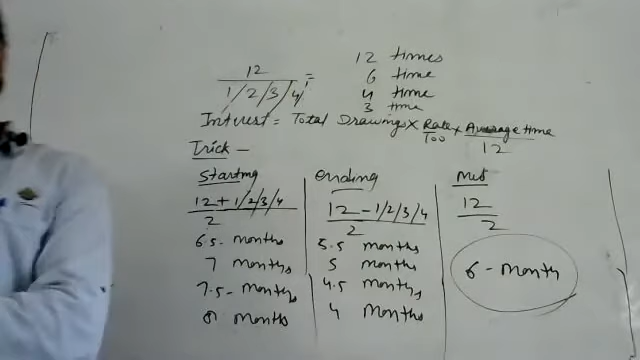 12
1/2/3/4 =
12 times
6 time
4 time
3 time
Interest = Total Drawings × Rate/100 × Average time/12
Trick -
Starting
12 + 1/2/3/4
2
6.5 - months
7 months
7.5 - months
8 months
ending
12 - 1/2/3/4
2
5.5 months
5 months
4.5 months
4 months
Mid
12
2
6 - month